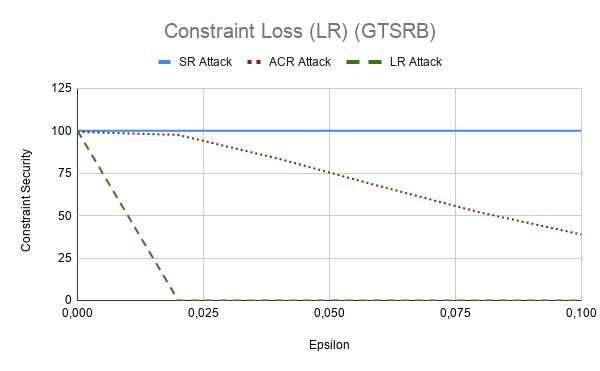 Constraint Loss (LR) (GTSRB)
SR Attack ACR Attack LR Attack
125
100
75
50
25
0
Constraint Security
0,000 0,025 0,050 0,075 0,100
Epsilon